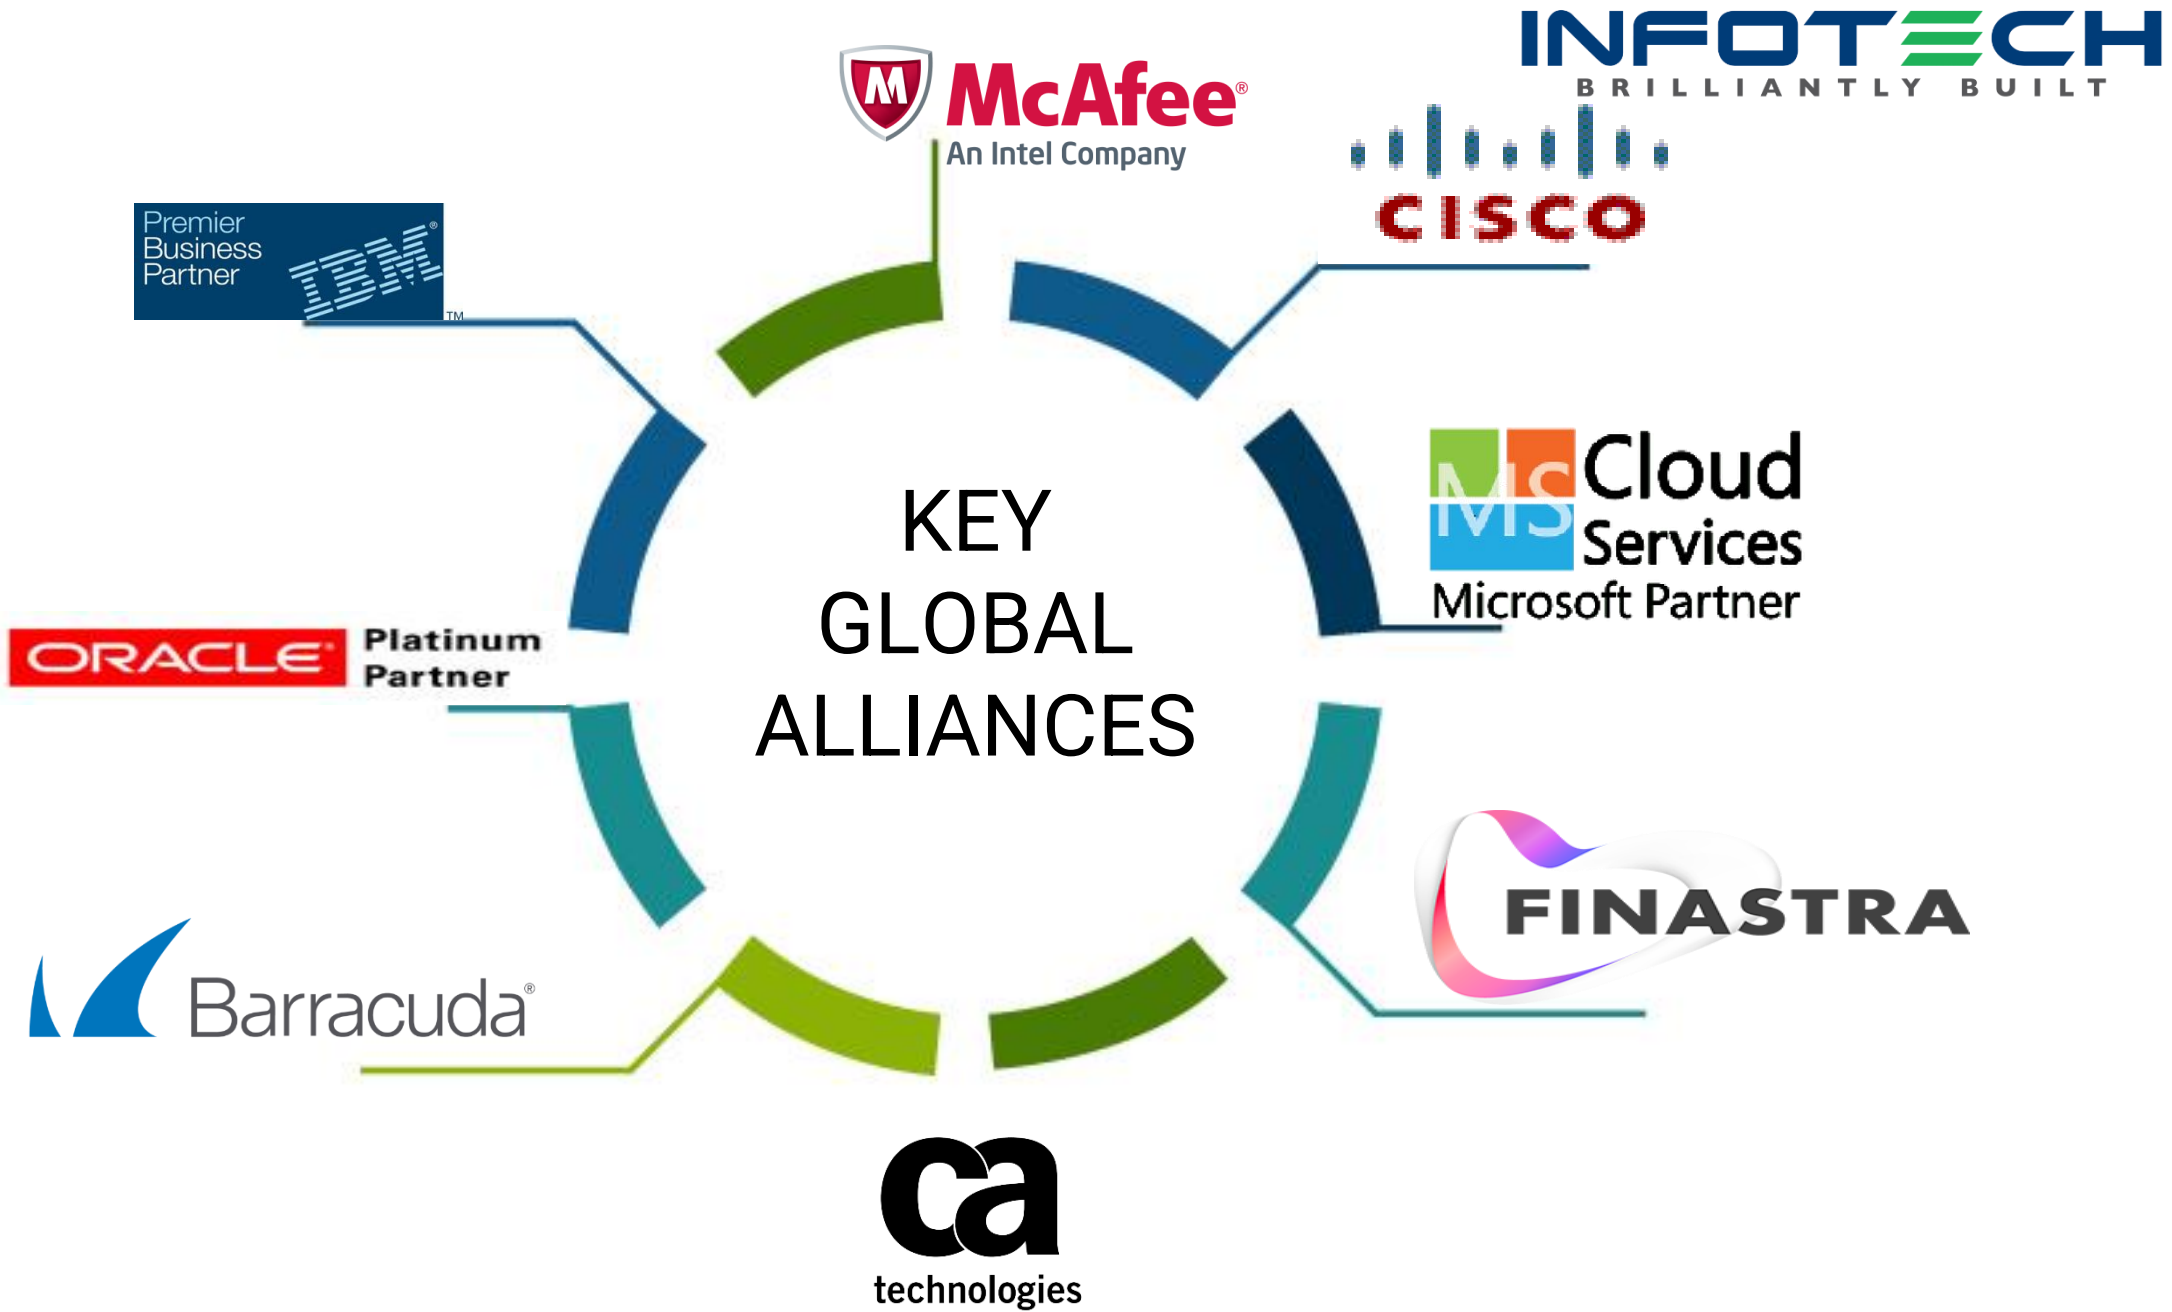 INFOTECH
BRILLIANTLY BUILT
McAfee®
An Intel Company
CISCO
Premier
Business
Partner
IBM®
TM
MS
Cloud
Services
Microsoft Partner
KEY
GLOBAL
ALLIANCES
ORACLE®
Platinum
Partner
FINASTRA
Barracuda®
ca
technologies